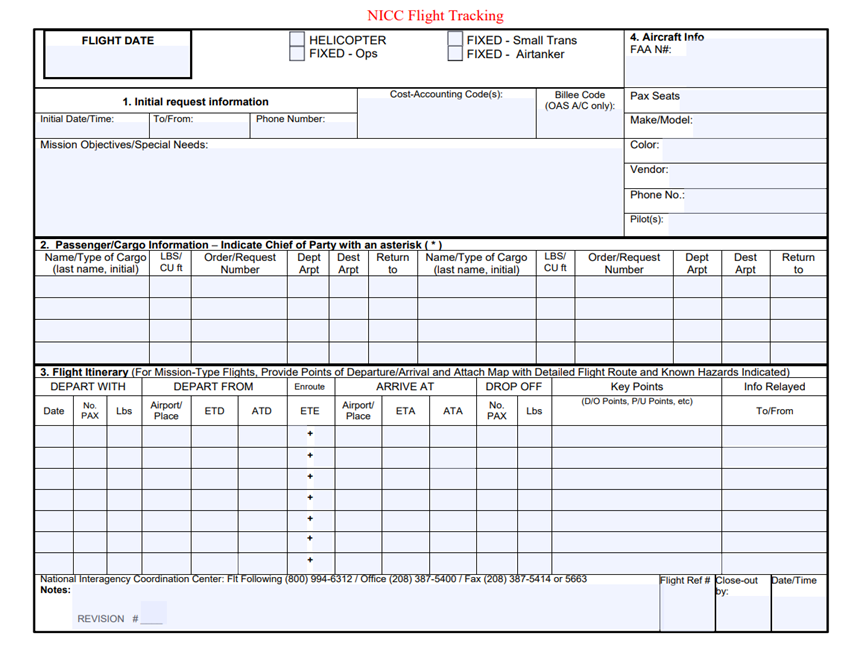 NICC Flight Tracking
FLIGHT DATE
HELICOPTER
FIXED - Ops
FIXED - Small Trans
FIXED - Airtanker
4. Aircraft Info
FAA N#:
1. Initial request information
Cost-Accounting Code(s):
Billee Code
(OAS A/C only):
Pax Seats
Initial Date/Time: To/From: Phone Number:
Make/Model:
Mission Objectives/Special Needs:
Color:
Vendor:
Phone No.:
Pilot(s):
2. Passenger/Cargo Information – Indicate Chief of Party with an asterisk ( * )
Name/Type of Cargo LBS/ Order/Request Dept Dest Return Name/Type of Cargo LBS/ Order/Request Dept Dest Return
(last name, initial) CU ft Number Arpt Arpt to (last name, initial) CU ft Number Arpt Arpt to
3. Flight Itinerary (For Mission-Type Flights, Provide Points of Departure/Arrival and Attach Map with Detailed Flight Route and Known Hazards Indicated)
DEPART WITH DEPART FROM Enroute ARRIVE AT DROP OFF Key Points Info Relayed
(D/O Points, P/U Points, etc)
Date No. PAX Lbs Airport/ Place ETD ATD ETE Airport/ Place ETA ATA No. PAX Lbs To/From
+
+
+
+
+
+
+
National Interagency Coordination Center: Flt Following (800) 994-6312 / Office (208) 387-5400 / Fax (208) 387-5414 or 5663
Notes:
Flight Ref # Close-out by: Date/Time
REVISION # ___